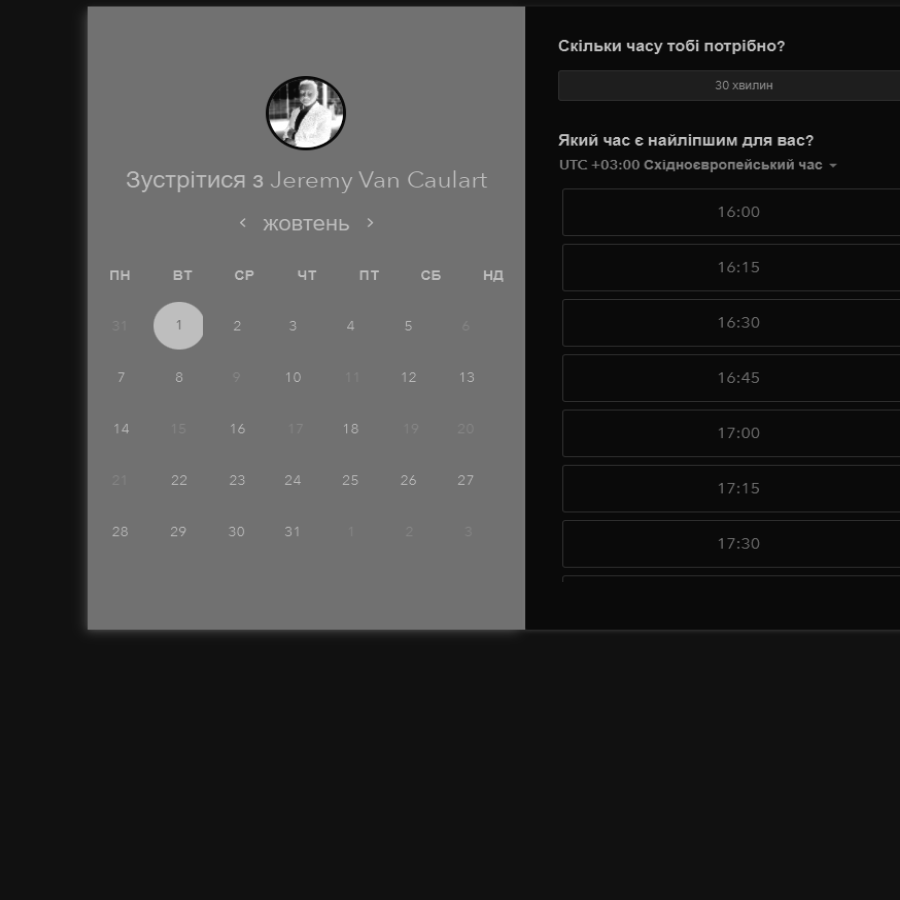 Зустрітися з Jeremy Van Caulart
жовтень
ПН ВТ СР ЧТ ПТ СБ НД
31 1 2 3 4 5 6
7 8 9 10 11 12 13
14 15 16 17 18 19 20
21 22 23 24 25 26 27
28 29 30 31 1 2 3
Скільки часу тобі потрібно?
30 хвилин
Який час є найліпшим для вас?
UTC +03:00 Східноєвропейський час
16:00
16:15
16:30
16:45
17:00
17:15
17:30